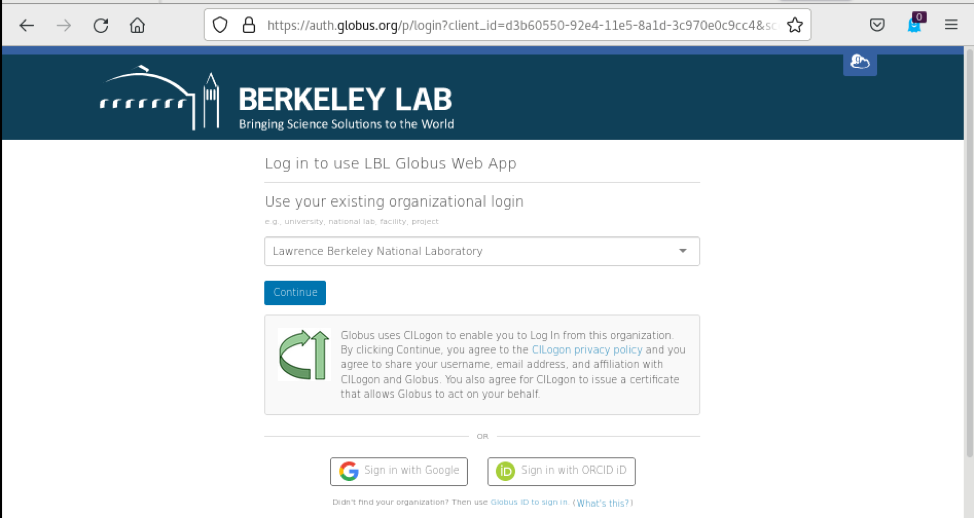 https://auth.globus.org/p/login?client_id=d3b60550-92e4-11e5-8a1d-3c970e0c9cc4&sc
0
BERKELEY LAB
Bringing Science Solutions to the World
Log in to use LBL Globus Web App
Use your existing organizational login
e.g., university, national lab, facility, project
Lawrence Berkeley National Laboratory
Continue
Globus uses CILogon to enable you to Log In from this organization.
By clicking Continue, you agree to the CILogon privacy policy and you
agree to share your username, email address, and affiliation with
CILogon and Globus. You also agree for CILogon to issue a certificate
that allows Globus to act on your behalf.
OR
Sign in with Google
iD Sign in with ORCID iD
Didn't find your organization? Then use Globus ID to sign in. (What's this?)